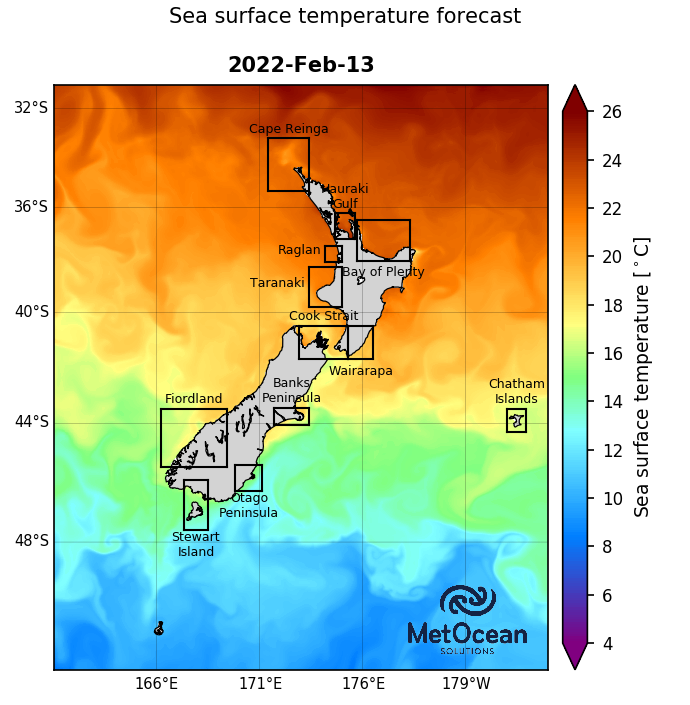 Sea surface temperature forecast
2022-Feb-13
32°S
36°S
40°S
44°S
48°S
166°E
171°E
176°E
179°W
Cape Reinga
Hauraki
Gulf
Raglan
Bay of Plenty
Taranaki
Cook Strait
Wairarapa
Banks
Peninsula
Fiordland
Chatham
Islands
Otago
Peninsula
Stewart
Island
MetOcean
SOLUTIONS
26
24
22
20
18
16
14
12
10
8
6
4
Sea surface temperature [°C]